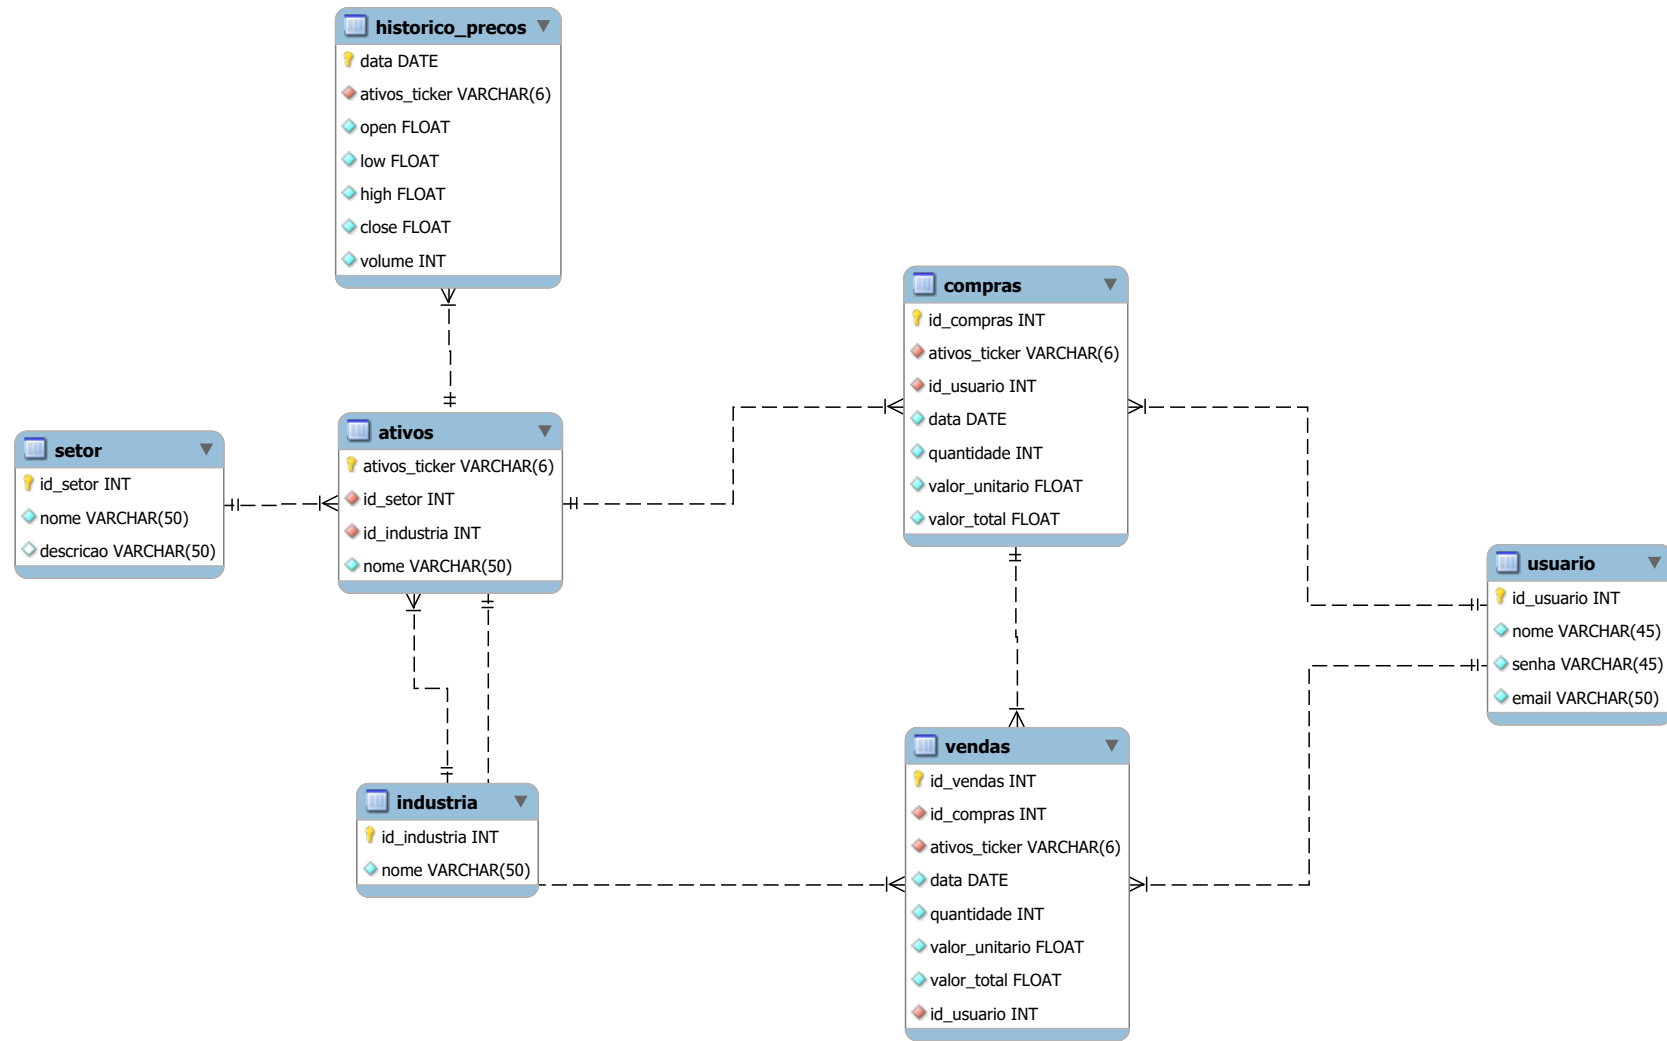 historico_precos
data DATE
ativos_ticker VARCHAR(6)
open FLOAT
low FLOAT
high FLOAT
close FLOAT
volume INT
setor
id_setor INT
nome VARCHAR(50)
descricao VARCHAR(50)
ativos
ativos_ticker VARCHAR(6)
id_setor INT
id_industria INT
nome VARCHAR(50)
industria
id_industria INT
nome VARCHAR(50)
compras
id_compras INT
ativos_ticker VARCHAR(6)
id_usuario INT
data DATE
quantidade INT
valor_unitario FLOAT
valor_total FLOAT
vendas
id_vendas INT
id_compras INT
ativos_ticker VARCHAR(6)
data DATE
quantidade INT
valor_unitario FLOAT
valor_total FLOAT
id_usuario INT
usuario
id_usuario INT
nome VARCHAR(45)
senha VARCHAR(45)
email VARCHAR(50)